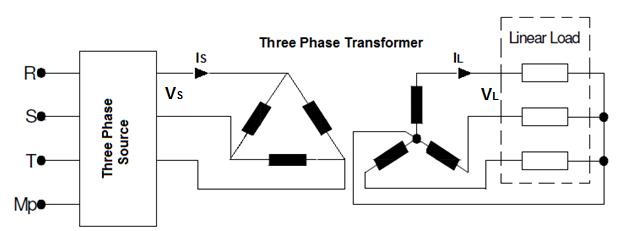 Three Phase Transformer
Linear Load
Is
IL
R
Vs
VL
S
Three Phase
Source
T
Mp